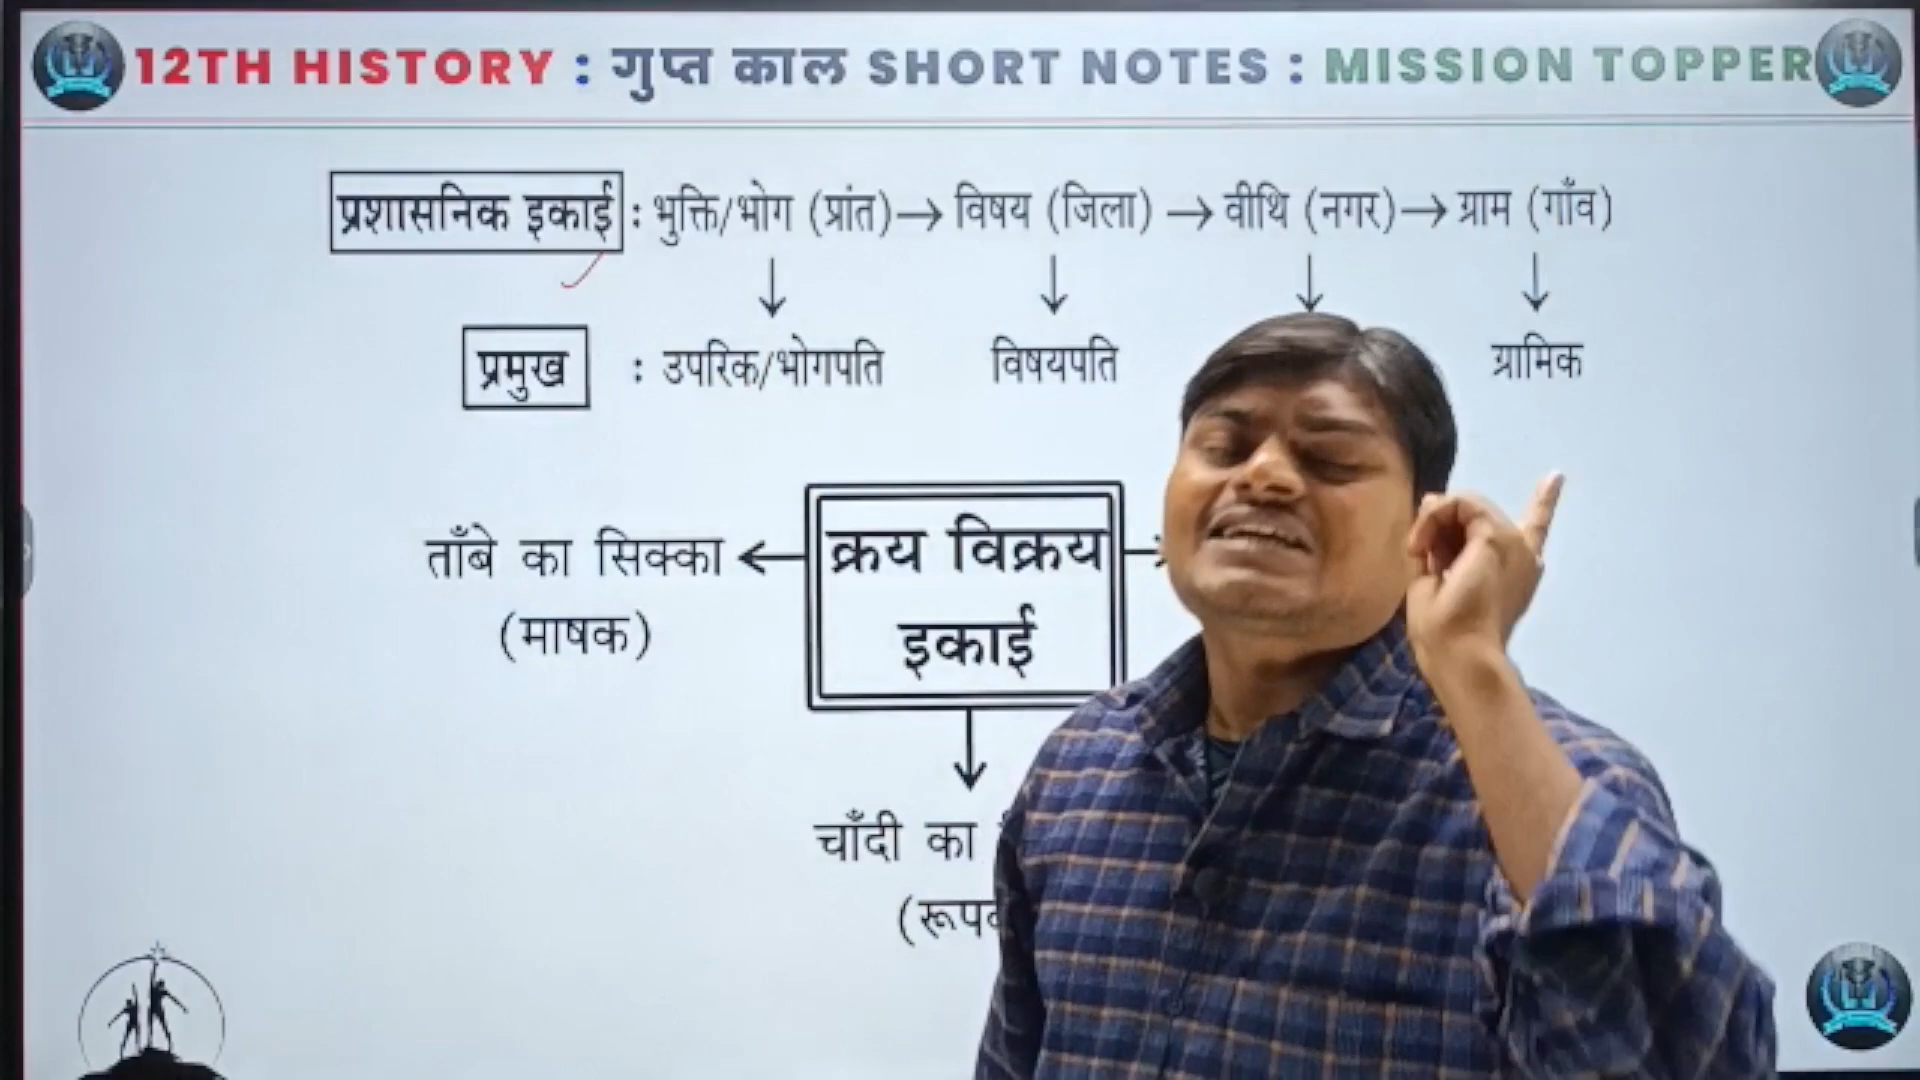 12TH HISTORY : गुप्त काल SHORT NOTES : MISSION TOPPER
प्रशासनिक इकाई : भुक्ति/भोग (प्रांत) → विषय (जिला) → वीथि (नगर) → ग्राम (गाँव)
प्रमुख : उपरिक/भोगपति विषयपति ग्रामिक
ताँबे का सिक्का
(माषक)
क्रय विक्रय
इकाई
चाँदी का